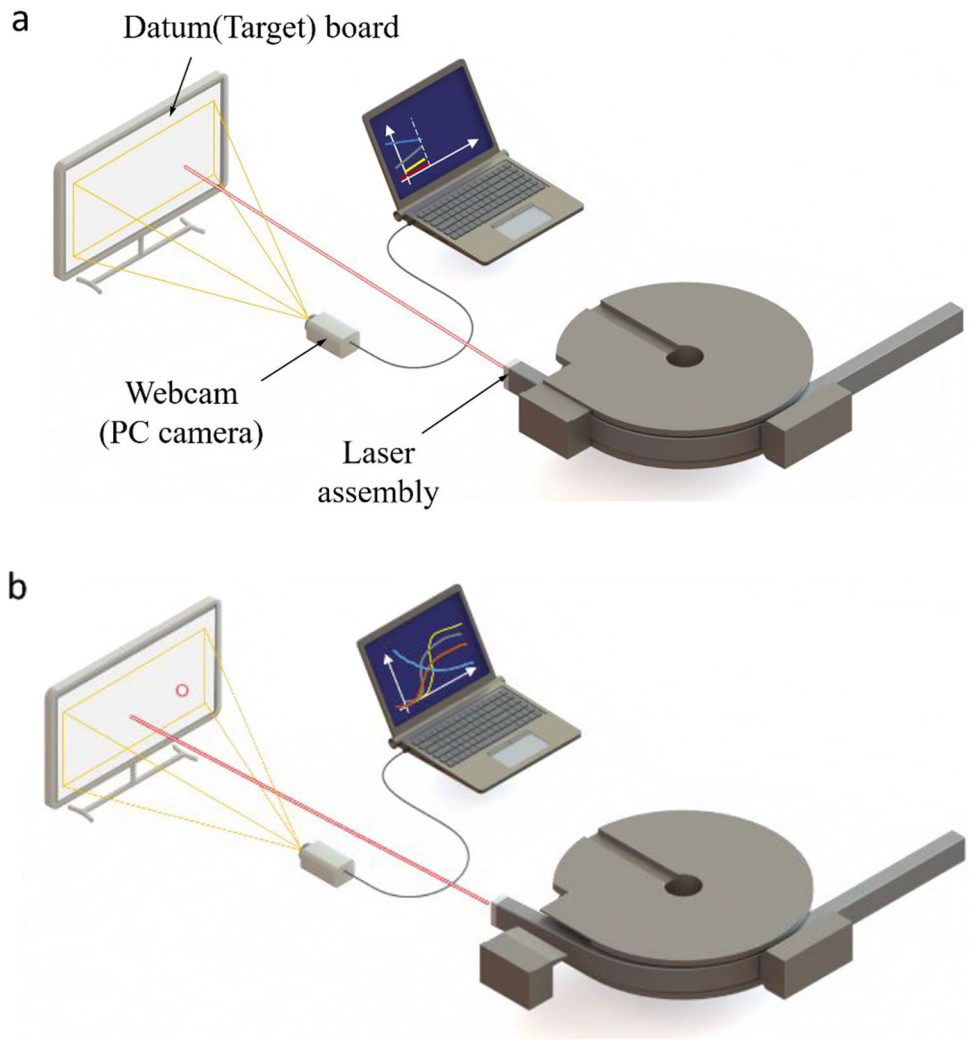 a
Datum(Target) board
Webcam
(PC camera)
Laser
assembly
b